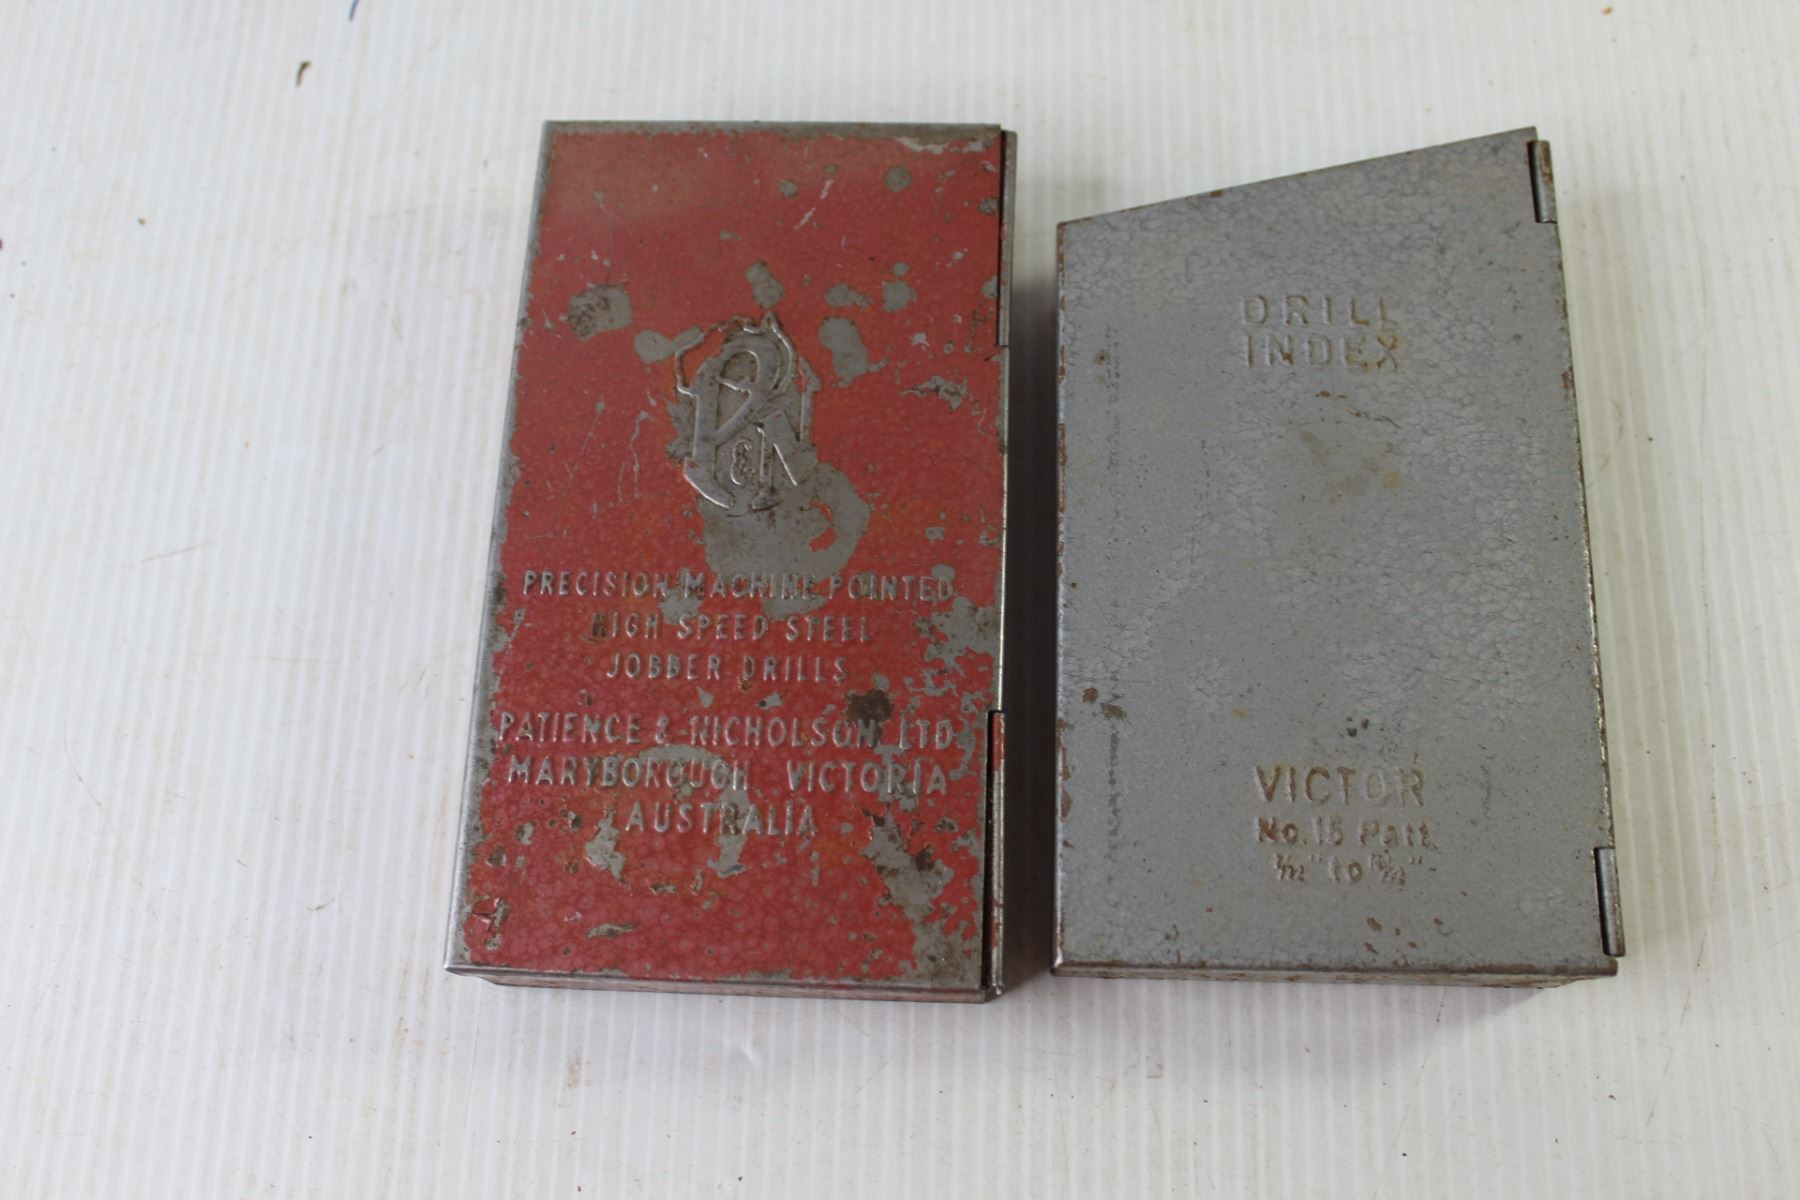 P&N
PRECISION MACHINE POINTED
HIGH SPEED STEEL
JOBBER DRILLS
PATIENCE & NICHOLSON LTD
MARYBOROUGH VICTORIA
AUSTRALIA
DRILL
INDEX
VICTOR
No. 15 Patt.
to